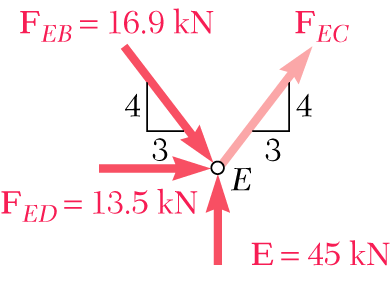 F_EB = 16.9 kN
F_EC
4
3
4
3
E
F_ED = 13.5 kN
E = 45 kN